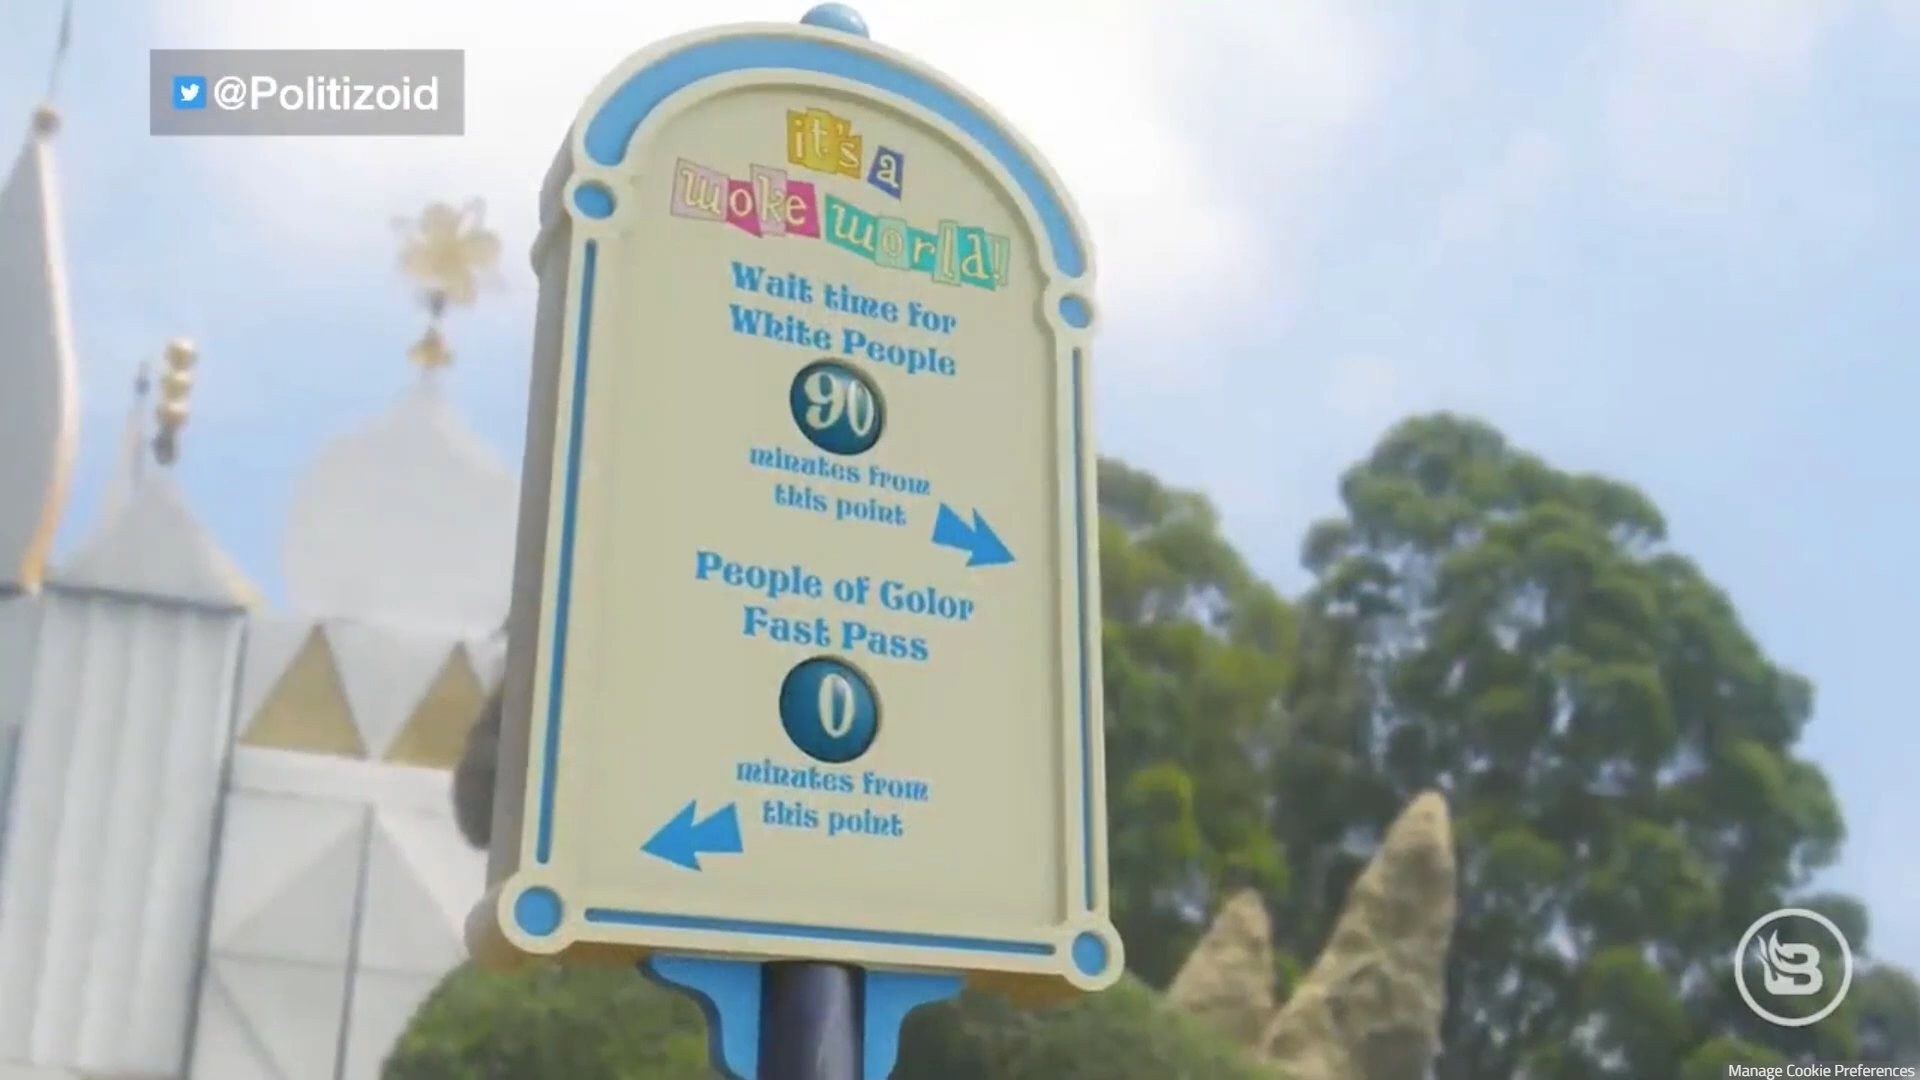 @Politizoid
it's a
woke world!
Wait time for
White People
90
minutes from
this point
People of Color
Fast Pass
0
minutes from
this point
B
Manage Cookie Preferences